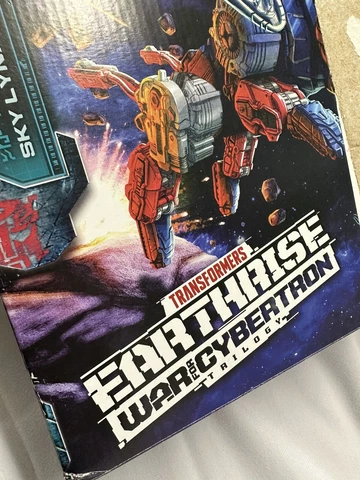 SKY LYN
TRANSFORMERS
EARTHRISE
WAR FOR CYBERTRON
TRILOGY